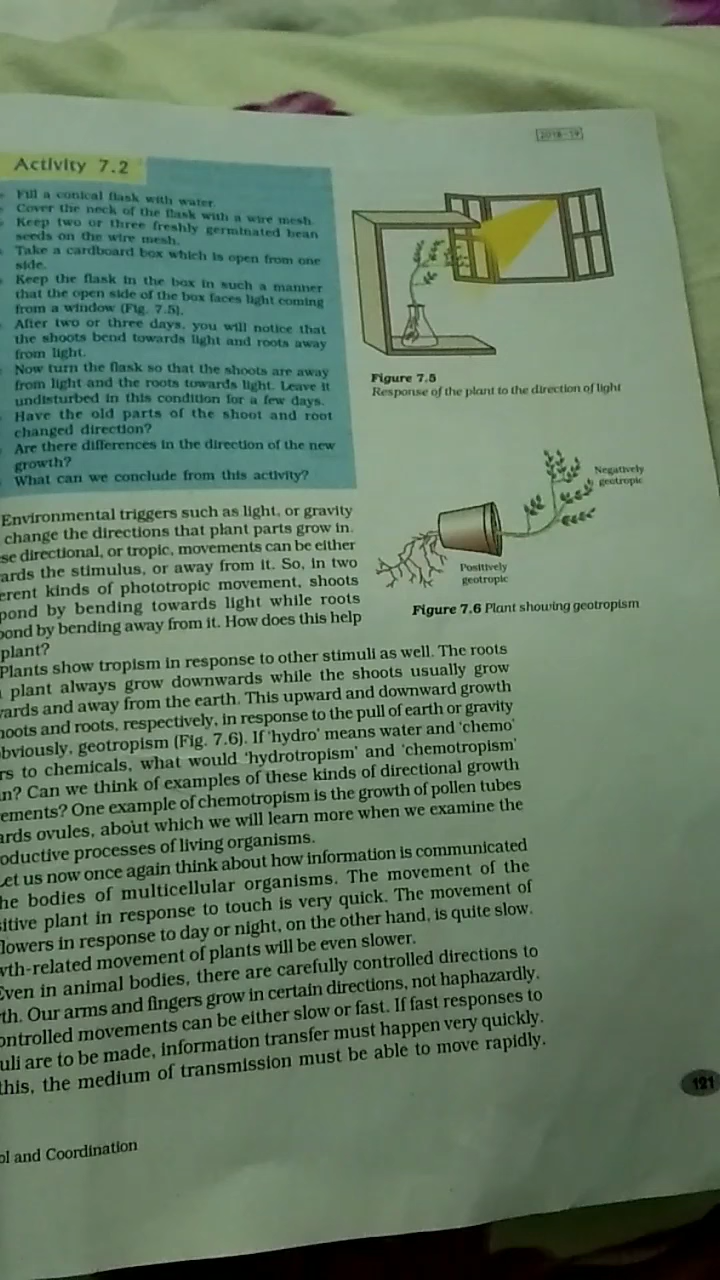 2018-19
Activity 7.2
Fill a conical flask with water.
Cover the neck of the flask with a wire mesh.
Keep two or three freshly germinated bean
seeds on the wire mesh.
Take a cardboard box which is open from one
side.
Keep the flask in the box in such a manner
that the open side of the box faces light coming
from a window (Fig. 7.5).
After two or three days, you will notice that
the shoots bend towards light and roots away
from light.
Now turn the flask so that the shoots are away
from light and the roots towards light. Leave it
undisturbed in this condition for a few days.
Have the old parts of the shoot and root
changed direction?
Are there differences in the direction of the new
growth?
What can we conclude from this activity?
Figure 7.5
Response of the plant to the direction of light
Negatively
geotropic
Positively
geotropic
Figure 7.6 Plant showing geotropism
Environmental triggers such as light, or gravity
change the directions that plant parts grow in.
se directional, or tropic, movements can be either
ards the stimulus, or away from it. So, in two
erent kinds of phototropic movement, shoots
pond by bending towards light while roots
pond by bending away from it. How does this help
plant?
Plants show tropism in response to other stimuli as well. The roots
plant always grow downwards while the shoots usually grow
vards and away from the earth. This upward and downward growth
hoots and roots, respectively, in response to the pull of earth or gravity
bviously, geotropism (Fig. 7.6). If 'hydro' means water and 'chemo'
rs to chemicals, what would 'hydrotropism' and 'chemotropism'
n? Can we think of examples of these kinds of directional growth
ements? One example of chemotropism is the growth of pollen tubes
ards ovules, about which we will learn more when we examine the
oductive processes of living organisms.
Let us now once again think about how information is communicated
he bodies of multicellular organisms. The movement of the
sitive plant in response to touch is very quick. The movement of
lowers in response to day or night, on the other hand, is quite slow.
wth-related movement of plants will be even slower.
Even in animal bodies, there are carefully controlled directions to
th. Our arms and fingers grow in certain directions, not haphazardly.
ontrolled movements can be either slow or fast. If fast responses to
uli are to be made, information transfer must happen very quickly.
this, the medium of transmission must be able to move rapidly.
121
ol and Coordination